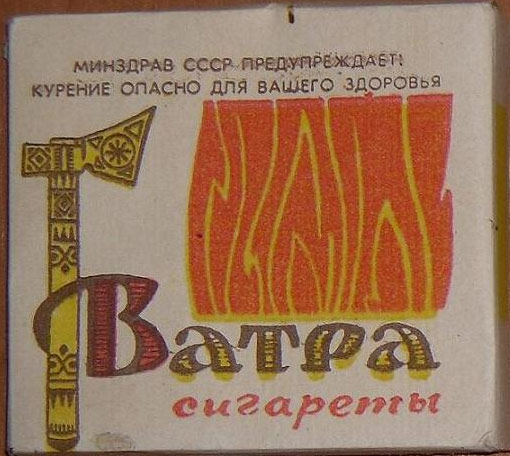 МИНЗДРАВ СССР ПРЕДУПРЕЖДАЕТ:
КУРЕНИЕ ОПАСНО ДЛЯ ВАШЕГО ЗДОРОВЬЯ
Ватра
сигареты